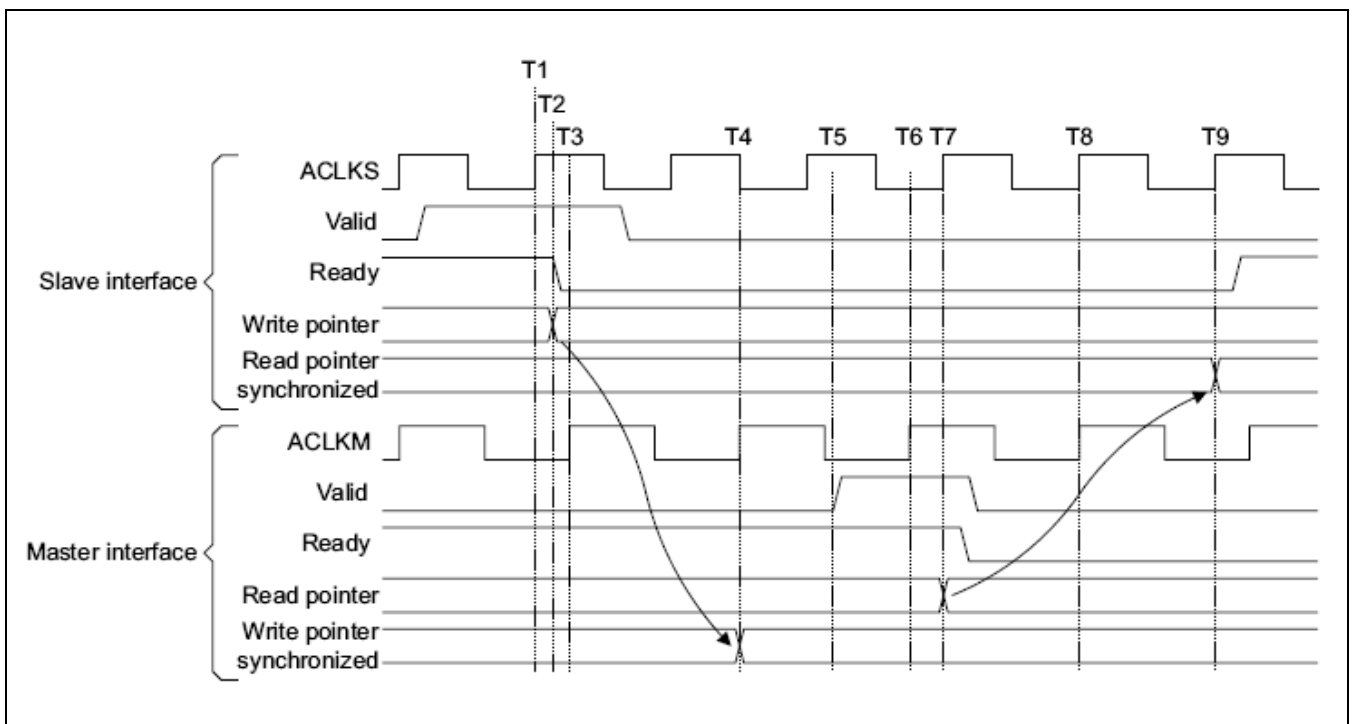 T1
T2
T3
T4
T5
T6
T7
T8
T9
ACLKS
Valid
Ready
Slave interface
Write pointer
Read pointer
synchronized
ACLKM
Valid
Ready
Master interface
Read pointer
Write pointer
synchronized